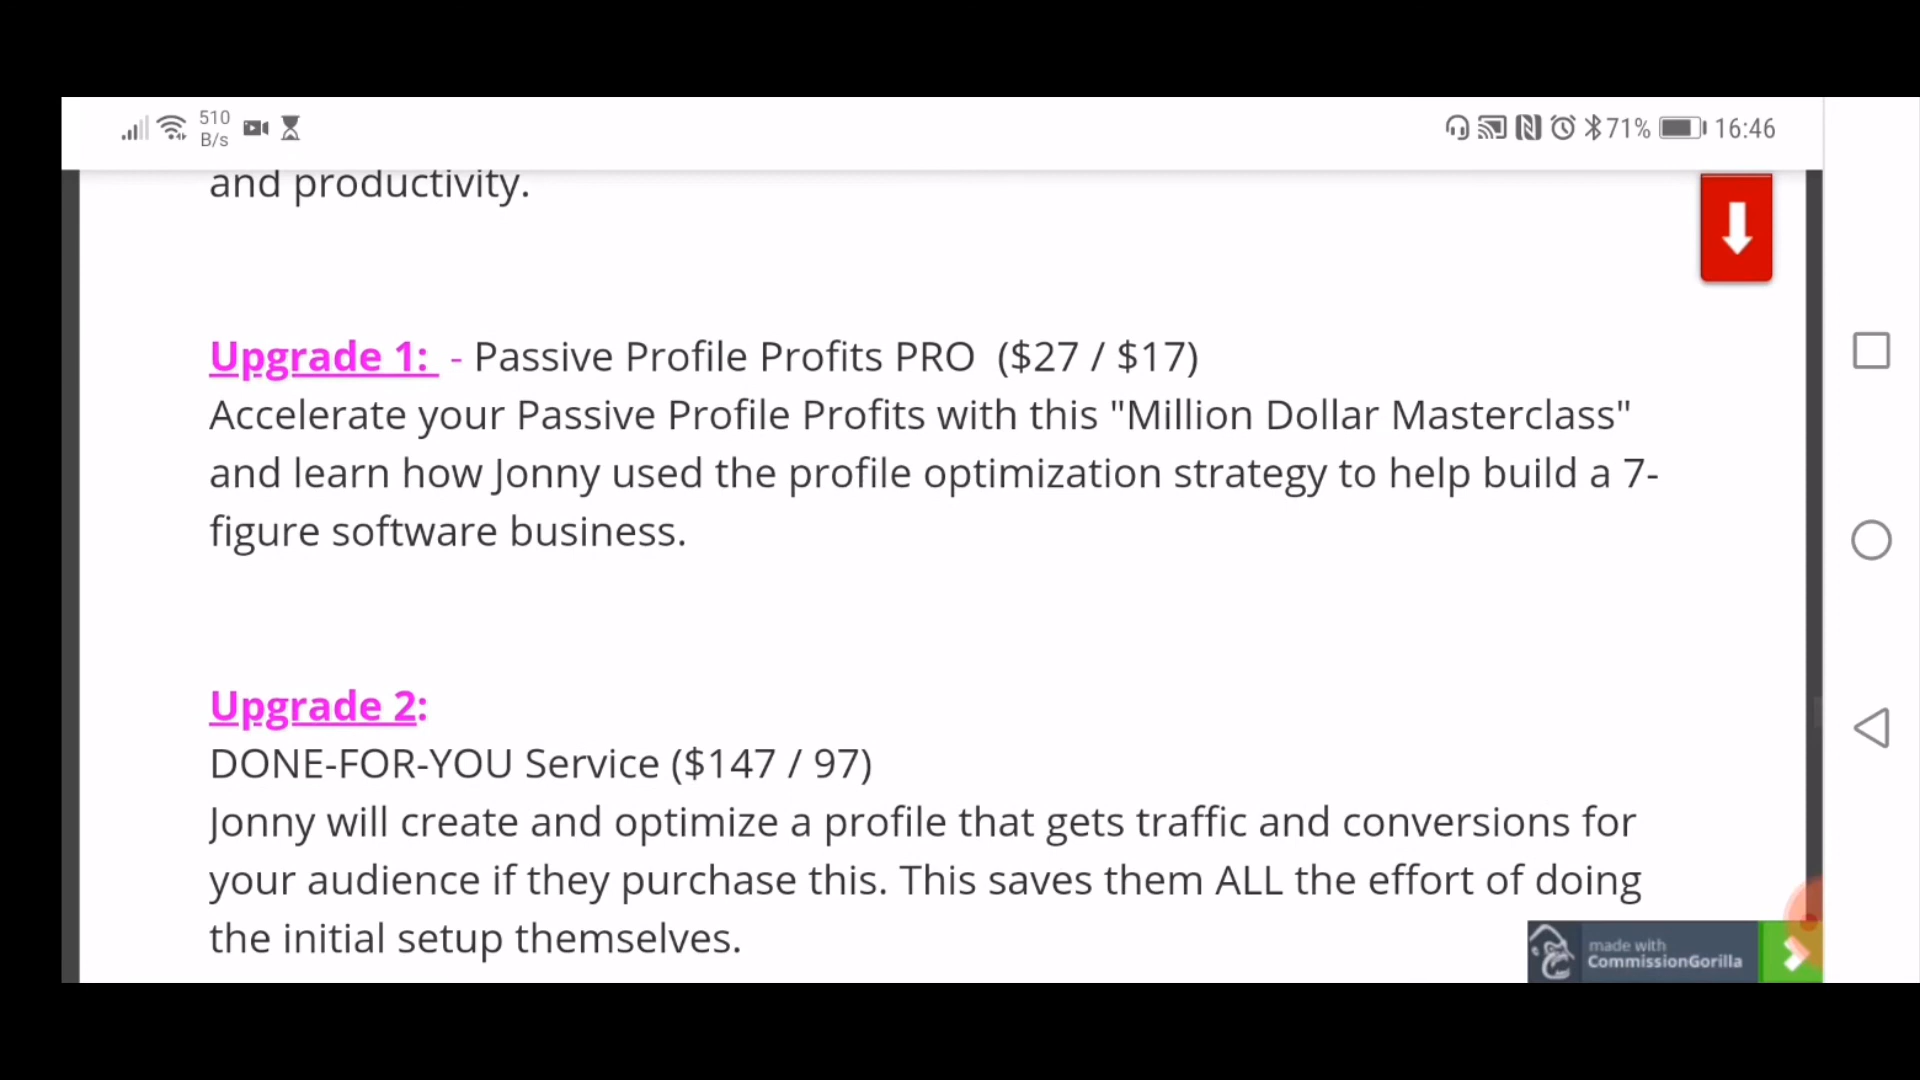 510
B/s
71%
16:46
and productivity.
Upgrade 1:  - Passive Profile Profits PRO  ($27 / $17)
Accelerate your Passive Profile Profits with this "Million Dollar Masterclass"
and learn how Jonny used the profile optimization strategy to help build a 7-
figure software business.
Upgrade 2:
DONE-FOR-YOU Service ($147 / 97)
Jonny will create and optimize a profile that gets traffic and conversions for
your audience if they purchase this. This saves them ALL the effort of doing
the initial setup themselves.
made with
CommissionGorilla